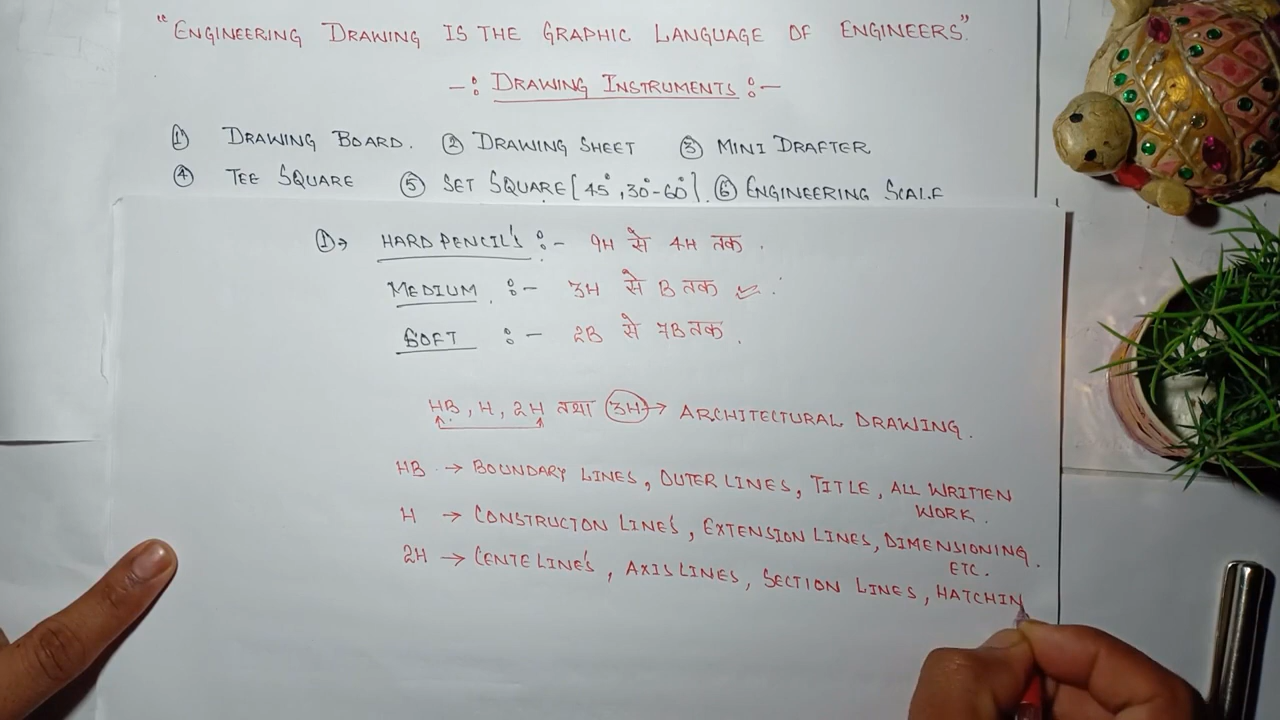 "ENGINEERING DRAWING IS THE GRAPHIC LANGUAGE OF ENGINEERS"
-: DRAWING INSTRUMENTS :-
① DRAWING BOARD. ② DRAWING SHEET ③ MINI DRAFTER
④ TEE SQUARE ⑤ SET SQUARE [45°, 30°-60°]. ⑥ ENGINEERING SCALE
①→ HARD PENCIL'S :- 9H से 4H तक.
MEDIUM. :- 3H से B तक ✓
SOFT :- 2B से 7B तक.
HB, H, 2H तथा 3H → ARCHITECTURAL DRAWING.
HB → BOUNDARY LINES, OUTER LINES, TITLE, ALL WRITTEN
WORK.
H → CONSTRUCTON LINE'S, EXTENSION LINES, DIMENSIONING.
ETC.
2H → CENTE LINE'S, AXIS LINES, SECTION LINES, HATCHIN